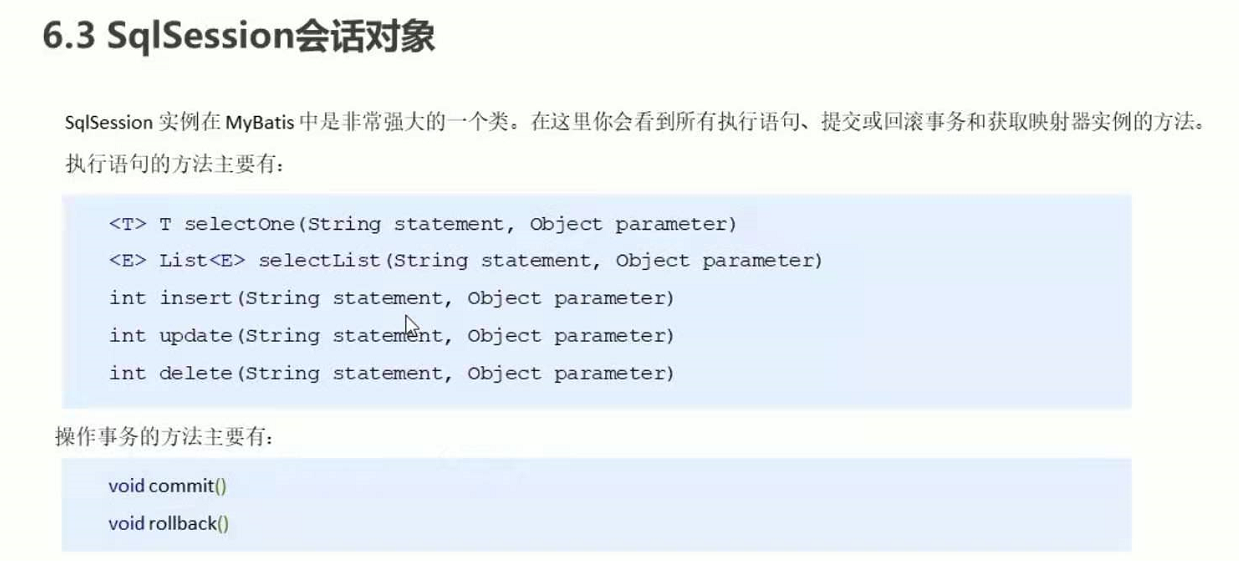 6.3 SqlSession会话对象
SqlSession 实例在 MyBatis 中是非常强大的一个类。在这里你会看到所有执行语句、提交或回滚事务和获取映射器实例的方法。
执行语句的方法主要有：
<T> T selectOne(String statement, Object parameter)
<E> List<E> selectList(String statement, Object parameter)
int insert(String statement, Object parameter)
int update(String statement, Object parameter)
int delete(String statement, Object parameter)
操作事务的方法主要有：
void commit()
void rollback()